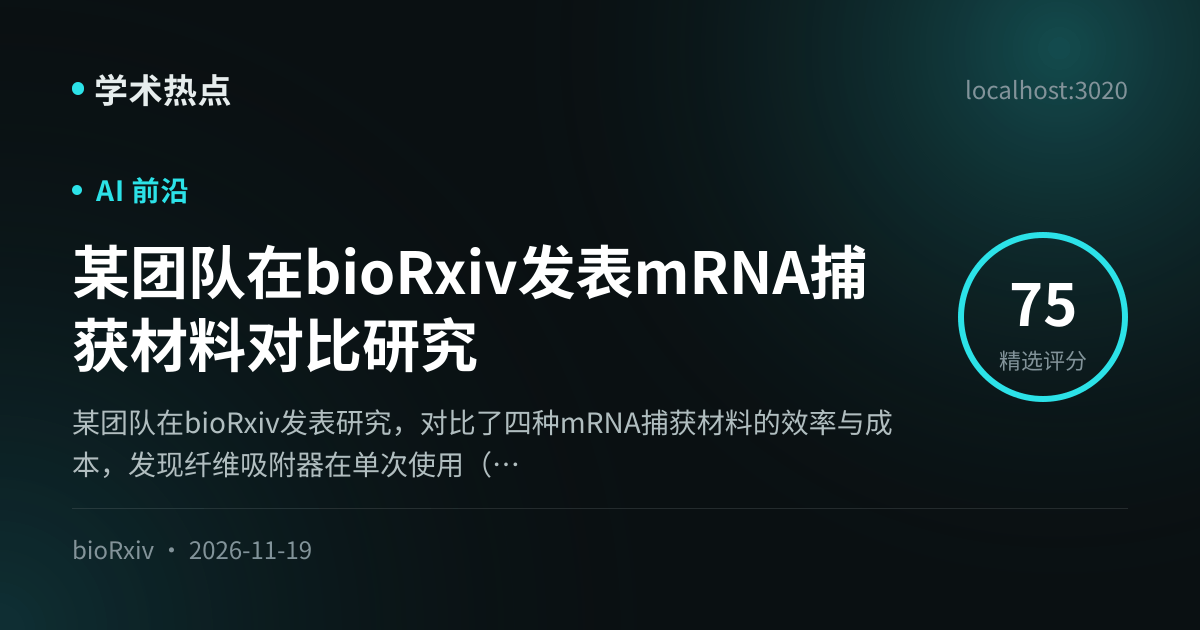 学术热点
localhost:3020
AI 前沿
某团队在bioRxiv发表mRNA捕
获材料对比研究
75
精选评分
某团队在bioRxiv发表研究，对比了四种mRNA捕获材料的效率与成
本，发现纤维吸附器在单次使用（…
bioRxiv · 2026-11-19